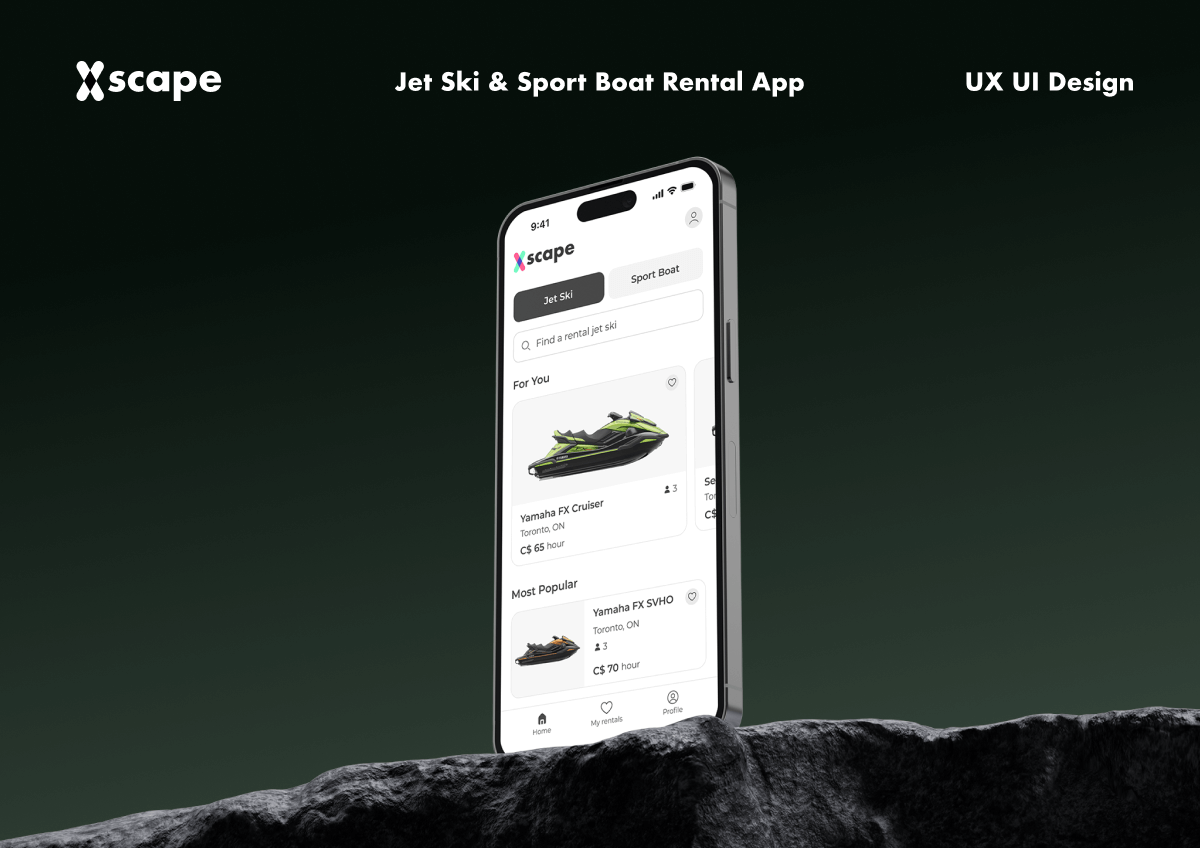 Xscape
Jet Ski & Sport Boat Rental App
UX UI Design
9:41
Xscape
Jet Ski
Sport Boat
Find a rental jet ski
For You
Yamaha FX Cruiser
3
Toronto, ON
C$ 65 hour
Se
Tor
C$
Most Popular
Yamaha FX SVHO
Toronto, ON
3
C$ 70 hour
Home
My rentals
Profile